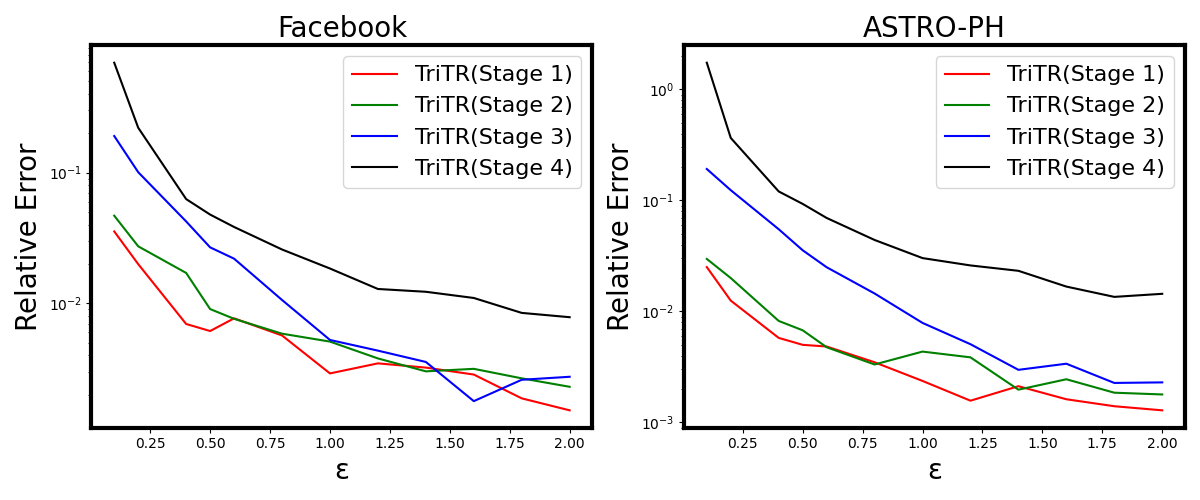 Facebook
Relative Error
10⁻¹
10⁻²
TriTR(Stage 1)
TriTR(Stage 2)
TriTR(Stage 3)
TriTR(Stage 4)
0.25 0.50 0.75 1.00 1.25 1.50 1.75 2.00
ε
ASTRO-PH
Relative Error
10⁰
10⁻¹
10⁻²
10⁻³
TriTR(Stage 1)
TriTR(Stage 2)
TriTR(Stage 3)
TriTR(Stage 4)
0.25 0.50 0.75 1.00 1.25 1.50 1.75 2.00
ε